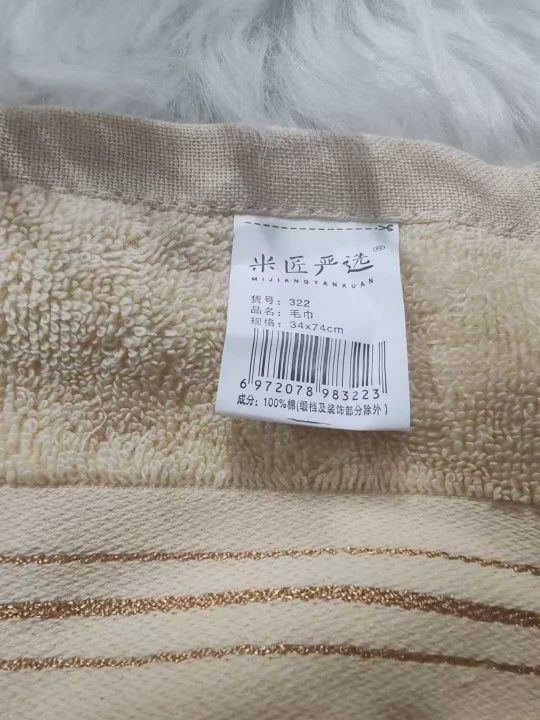 米匠严选®
MIJIANGYANXUAN
货号: 322
品名: 毛巾
规格: 34x74cm
6 972078 983223
成分: 100%棉(缎档及装饰部分除外)